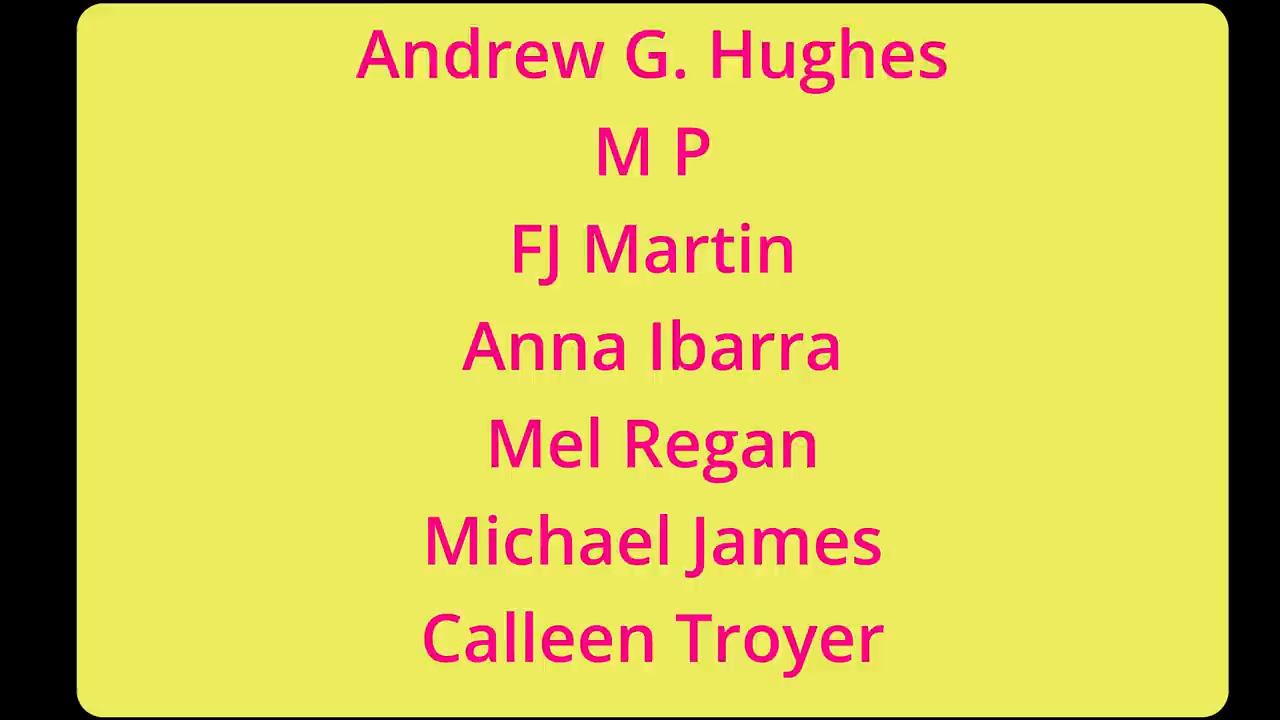 Andrew G. Hughes
M P
FJ Martin
Anna Ibarra
Mel Regan
Michael James
Calleen Troyer